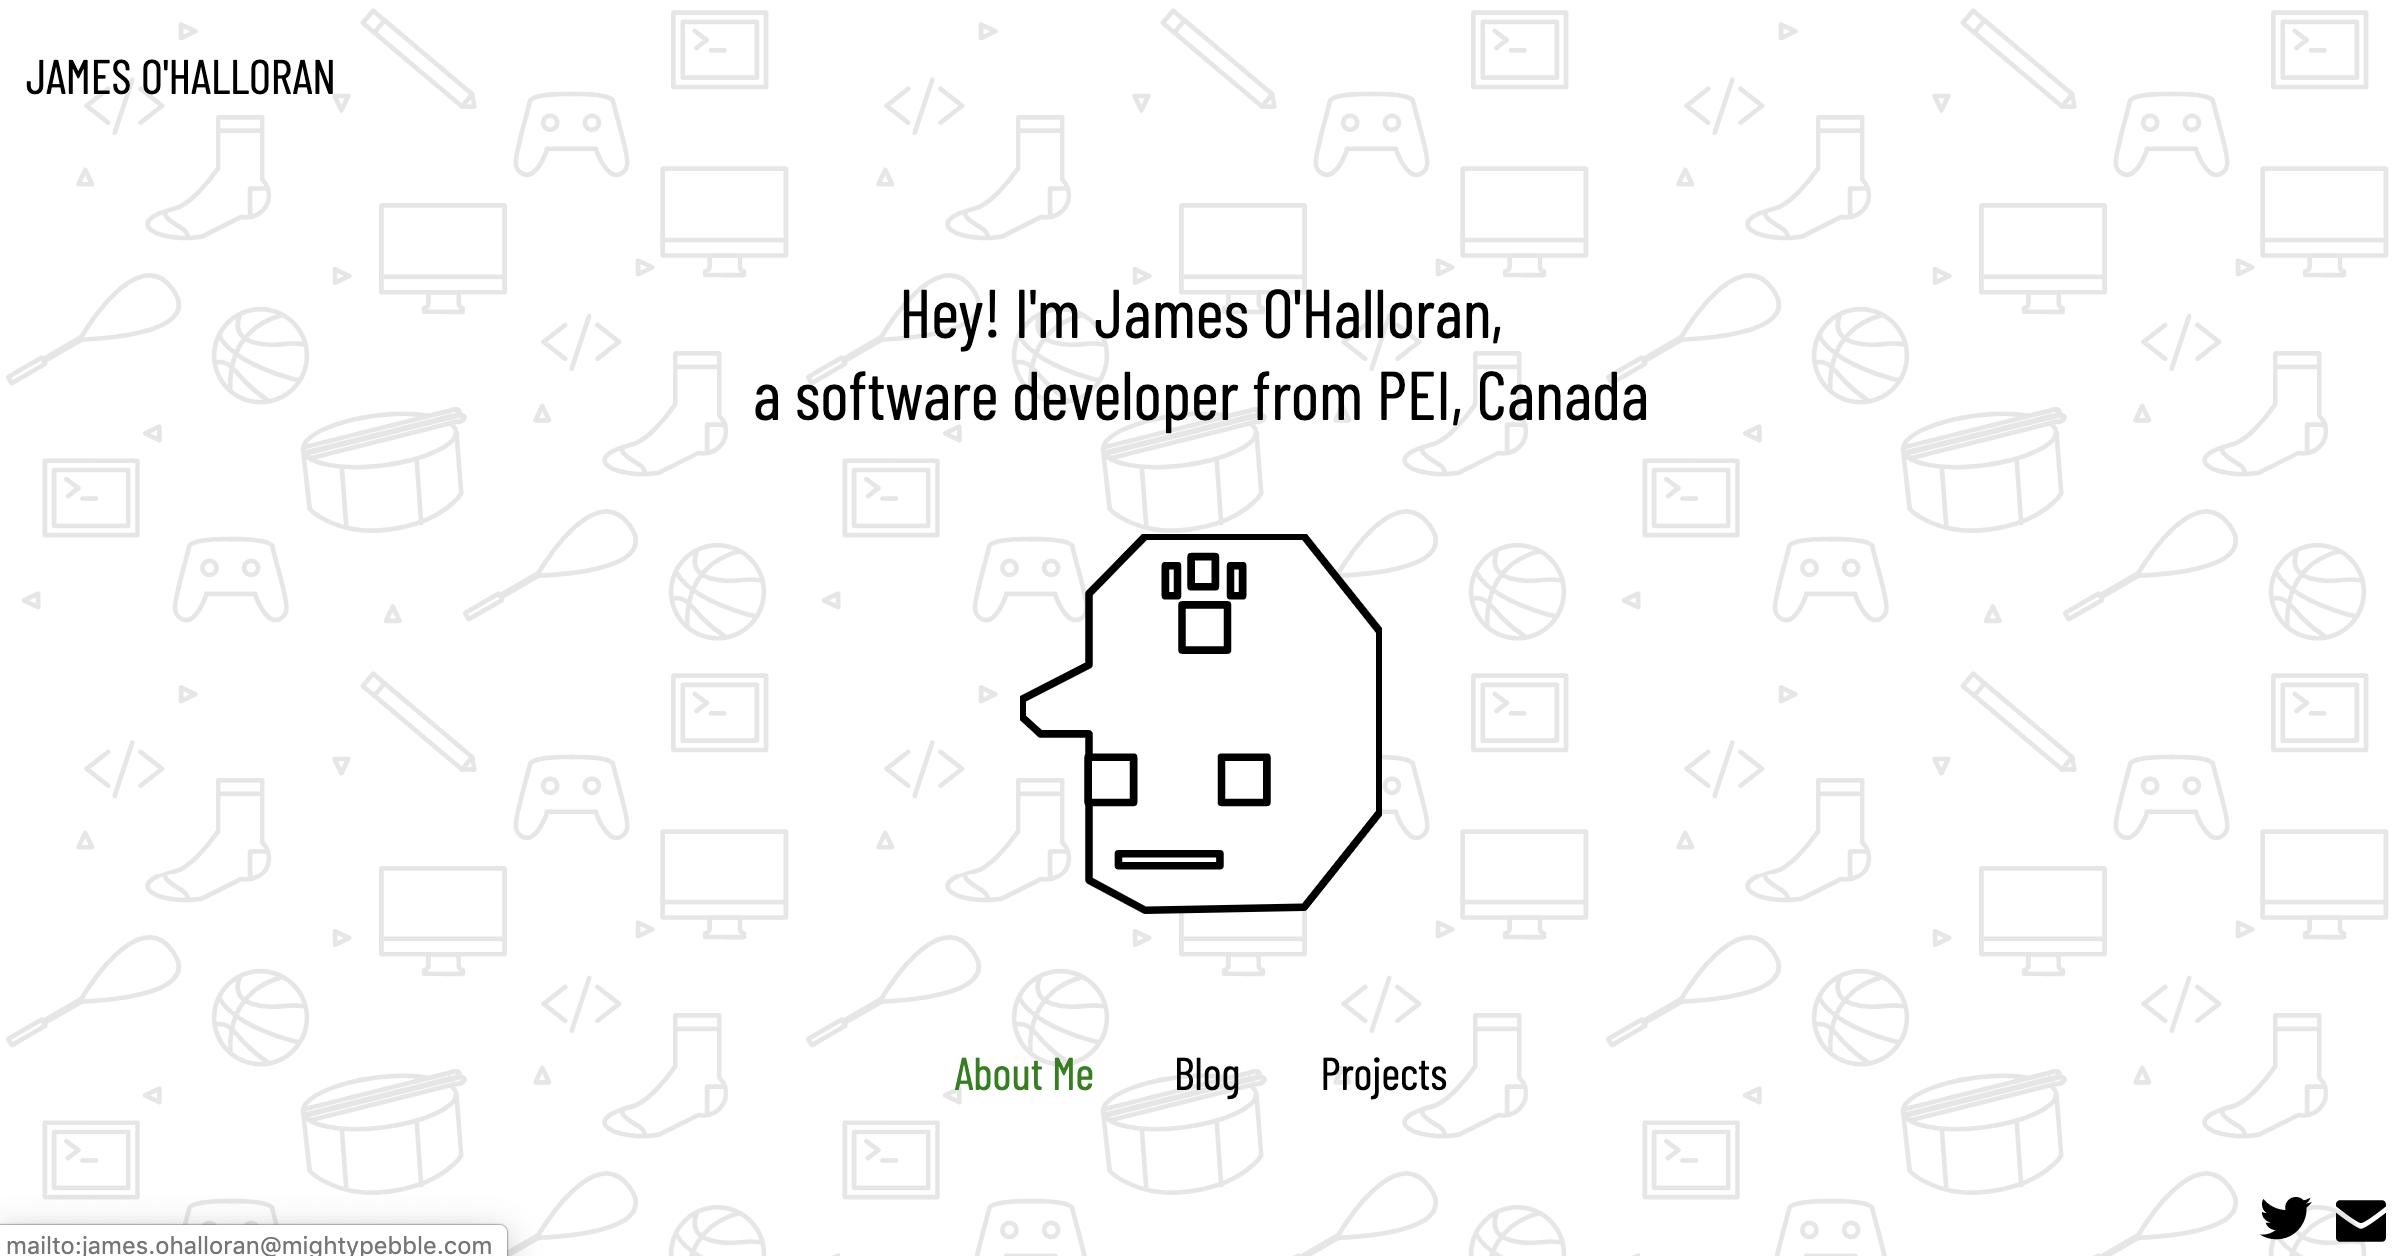 JAMES O'HALLORAN
Hey! I'm James O'Halloran,
a software developer from PEI, Canada
About Me Blog Projects
mailto:james.ohalloran@mightypebble.com